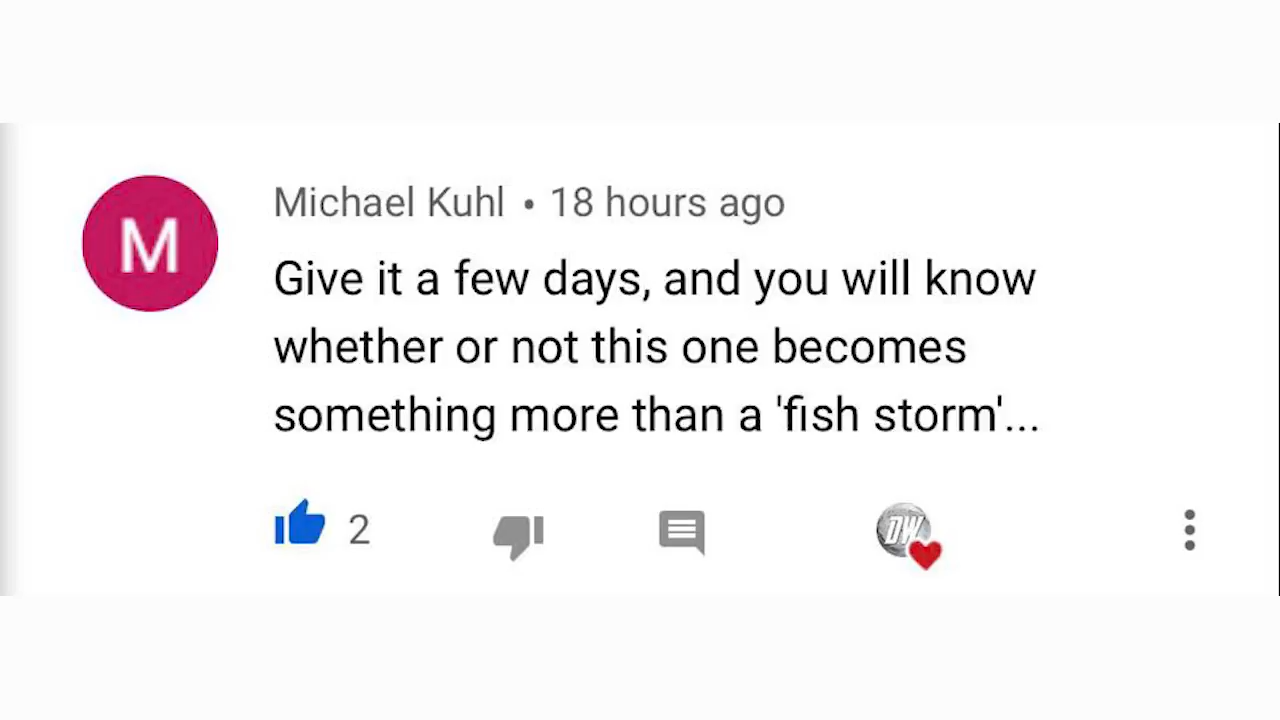 M
Michael Kuhl • 18 hours ago
Give it a few days, and you will know
whether or not this one becomes
something more than a 'fish storm'...
2
DW